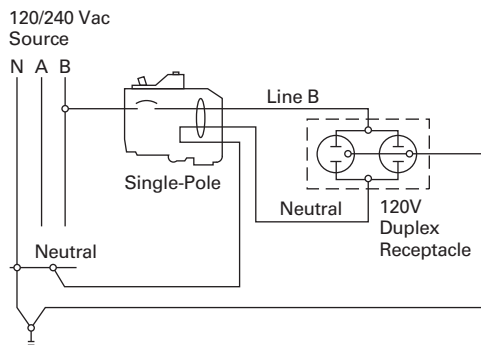 120/240 Vac
Source
N A B
Line B
Single-Pole
Neutral
120V
Duplex
Receptacle
Neutral